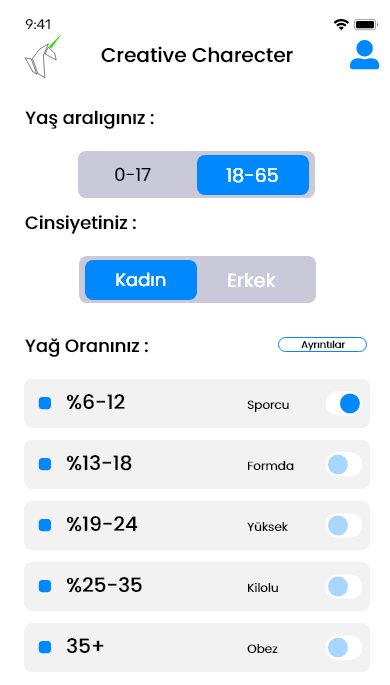 9:41
Creative Charecter
Yaş aralıgınız :
0-17 18-65
Cinsiyetiniz :
Kadın Erkek
Yağ Oranınız : Ayrıntılar
%6-12 Sporcu
%13-18 Formda
%19-24 Yüksek
%25-35 Kilolu
35+ Obez